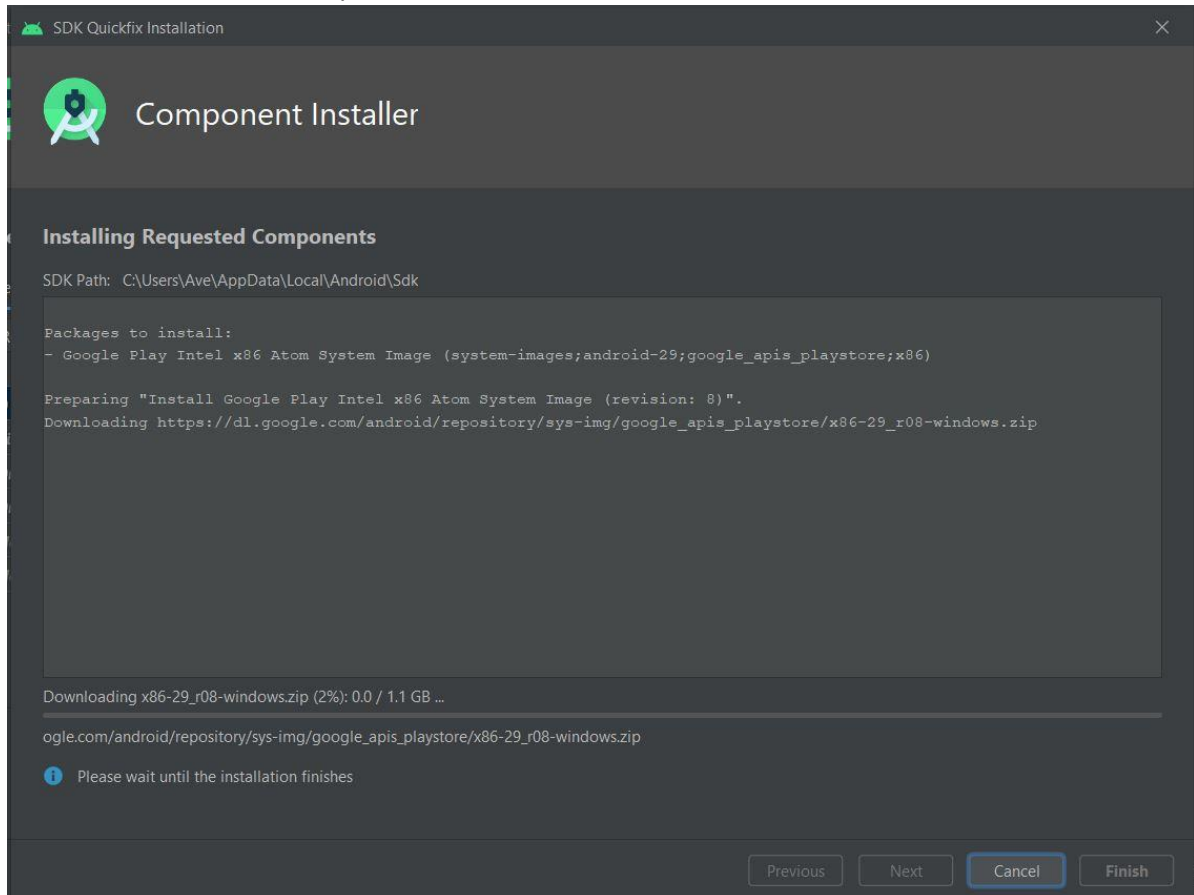 SDK Quickfix Installation
Component Installer
Installing Requested Components
SDK Path: C:\Users\Ave\AppData\Local\Android\Sdk
Packages to install:
- Google Play Intel x86 Atom System Image (system-images;android-29;google_apis_playstore;x86)
Preparing "Install Google Play Intel x86 Atom System Image (revision: 8)".
Downloading https://dl.google.com/android/repository/sys-img/google_apis_playstore/x86-29_r08-windows.zip
Downloading x86-29_r08-windows.zip (2%): 0.0 / 1.1 GB ...
ogle.com/android/repository/sys-img/google_apis_playstore/x86-29_r08-windows.zip
Please wait until the installation finishes
Previous Next Cancel Finish